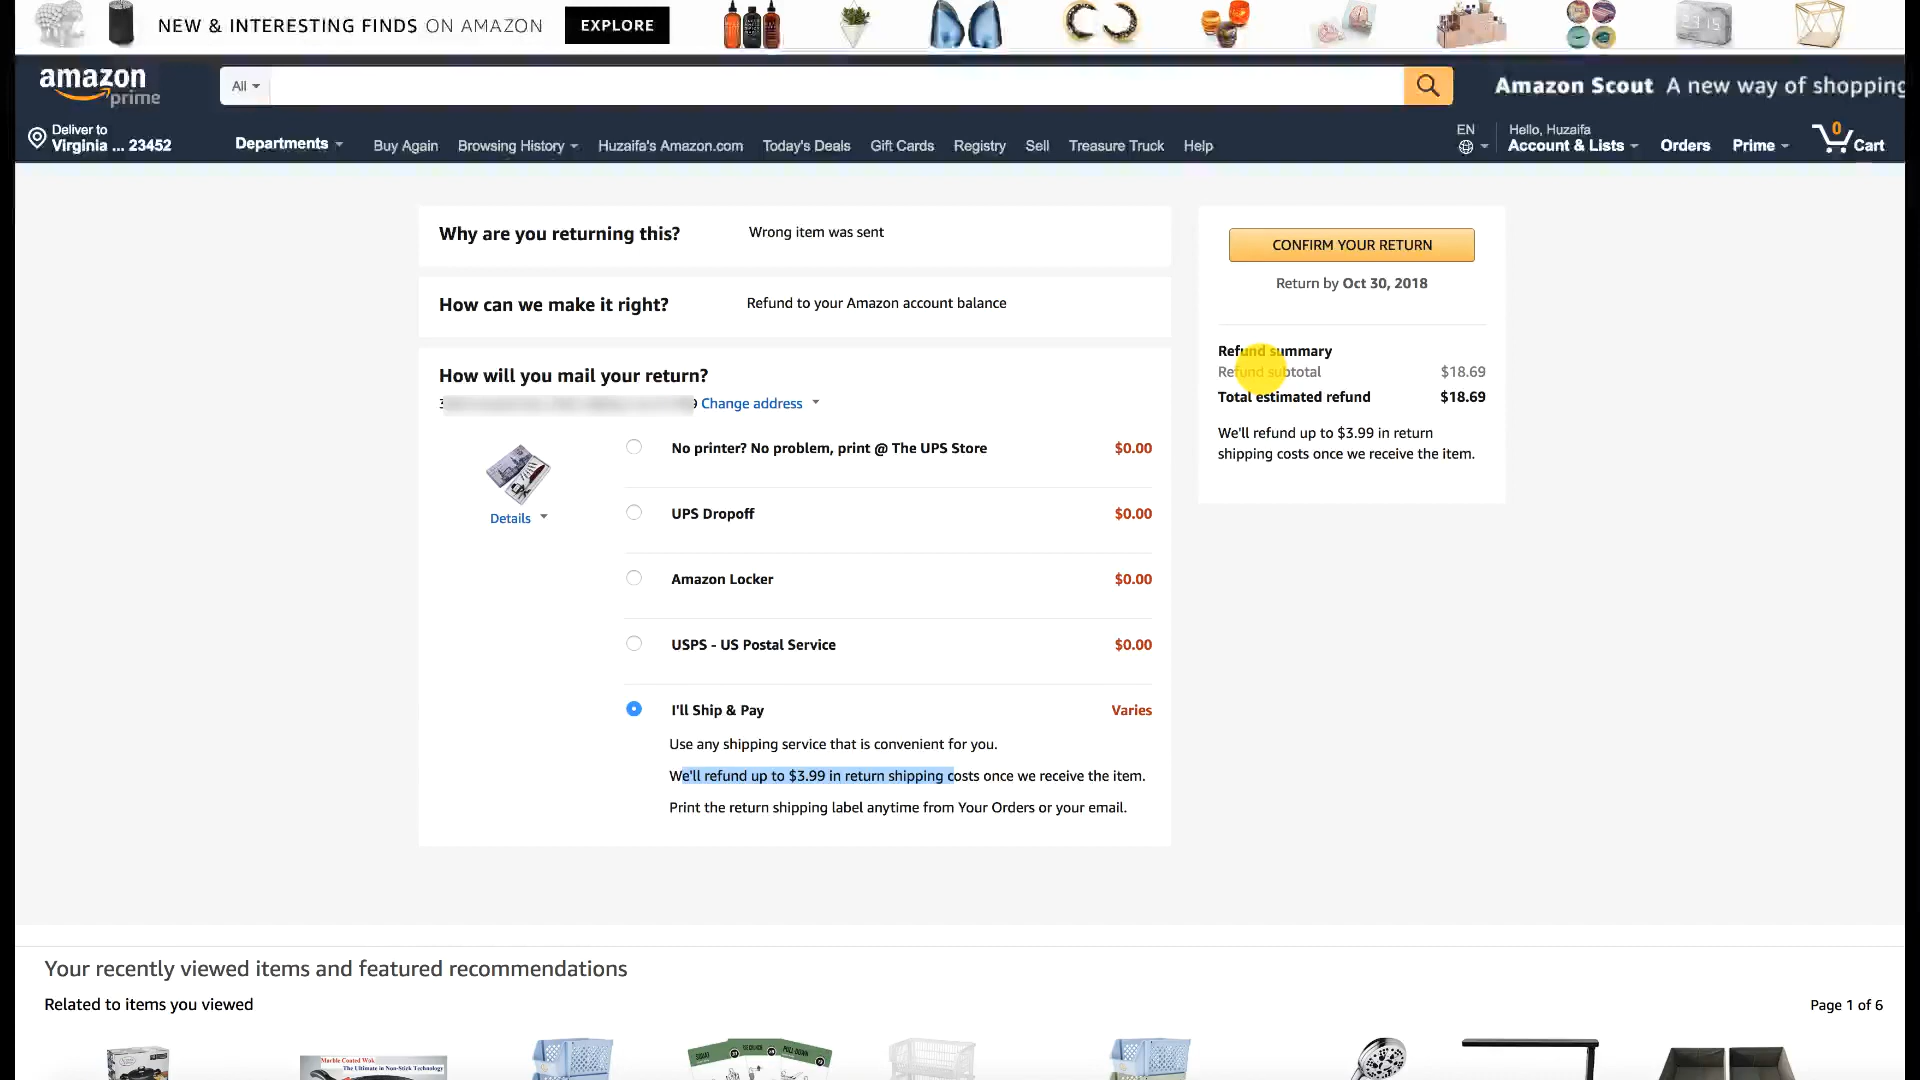 NEW & INTERESTING FINDS ON AMAZON
EXPLORE
amazon
prime
All
Amazon Scout A new way of shopping
Deliver to
Virginia ... 23452
Departments
Buy Again
Browsing History
Huzaifa's Amazon.com
Today's Deals
Gift Cards
Registry
Sell
Treasure Truck
Help
EN
Hello, Huzaifa
Account & Lists
Orders
Prime
0
Cart
Why are you returning this?
Wrong item was sent
How can we make it right?
Refund to your Amazon account balance
How will you mail your return?
Change address
Details
No printer? No problem, print @ The UPS Store
$0.00
UPS Dropoff
$0.00
Amazon Locker
$0.00
USPS - US Postal Service
$0.00
I'll Ship & Pay
Varies
Use any shipping service that is convenient for you.
We'll refund up to $3.99 in return shipping costs once we receive the item.
Print the return shipping label anytime from Your Orders or your email.
CONFIRM YOUR RETURN
Return by Oct 30, 2018
Refund summary
Refund subtotal
$18.69
Total estimated refund
$18.69
We'll refund up to $3.99 in return
shipping costs once we receive the item.
Your recently viewed items and featured recommendations
Related to items you viewed
Page 1 of 6
Marble Coated Wok
The Ultimate in Non-Stick Technology